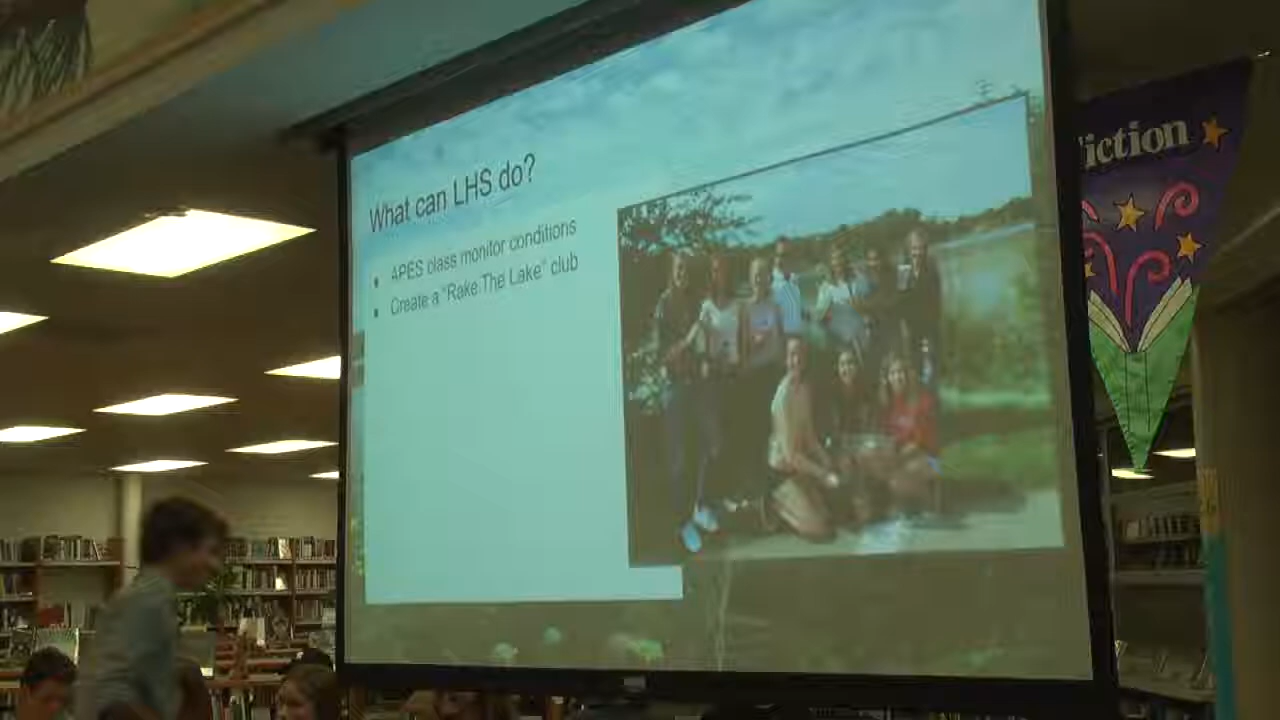 What can LHS do?
APES class monitor conditions
Create a "Rake The Lake" club
iction